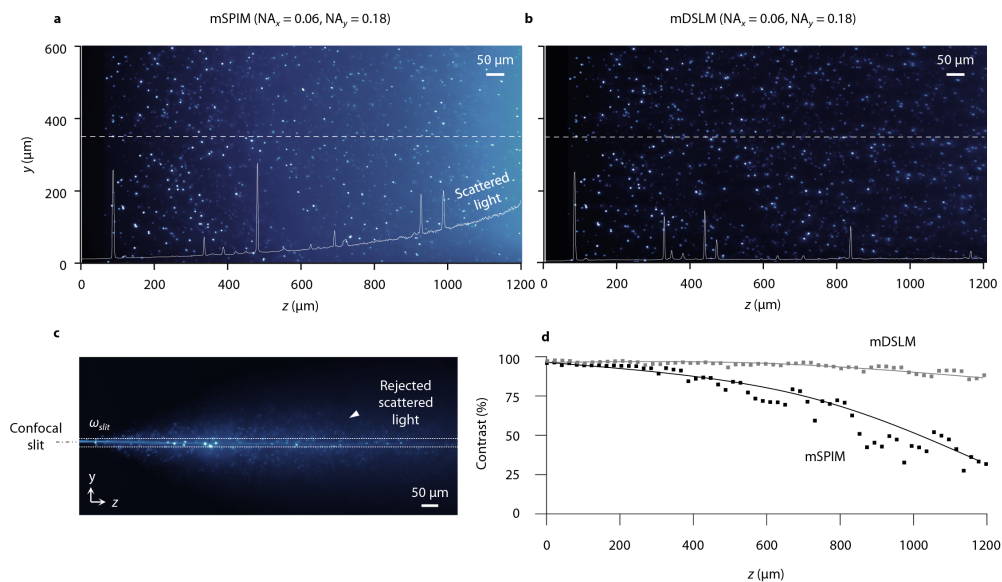 a
mSPIM (NAx = 0.06, NAy = 0.18)
600
400
200
0
y (μm)
50 μm
Scattered
light
0 200 400 600 800 1000 1200
z (μm)
b
mDSLM (NAx = 0.06, NAy = 0.18)
50 μm
0 200 400 600 800 1000 1200
z (μm)
c
Confocal
slit
ωslit
Rejected
scattered
light
y
z
50 μm
d
mDSLM
100
75
50
25
0
Contrast (%)
mSPIM
0 200 400 600 800 1000 1200
z (μm)